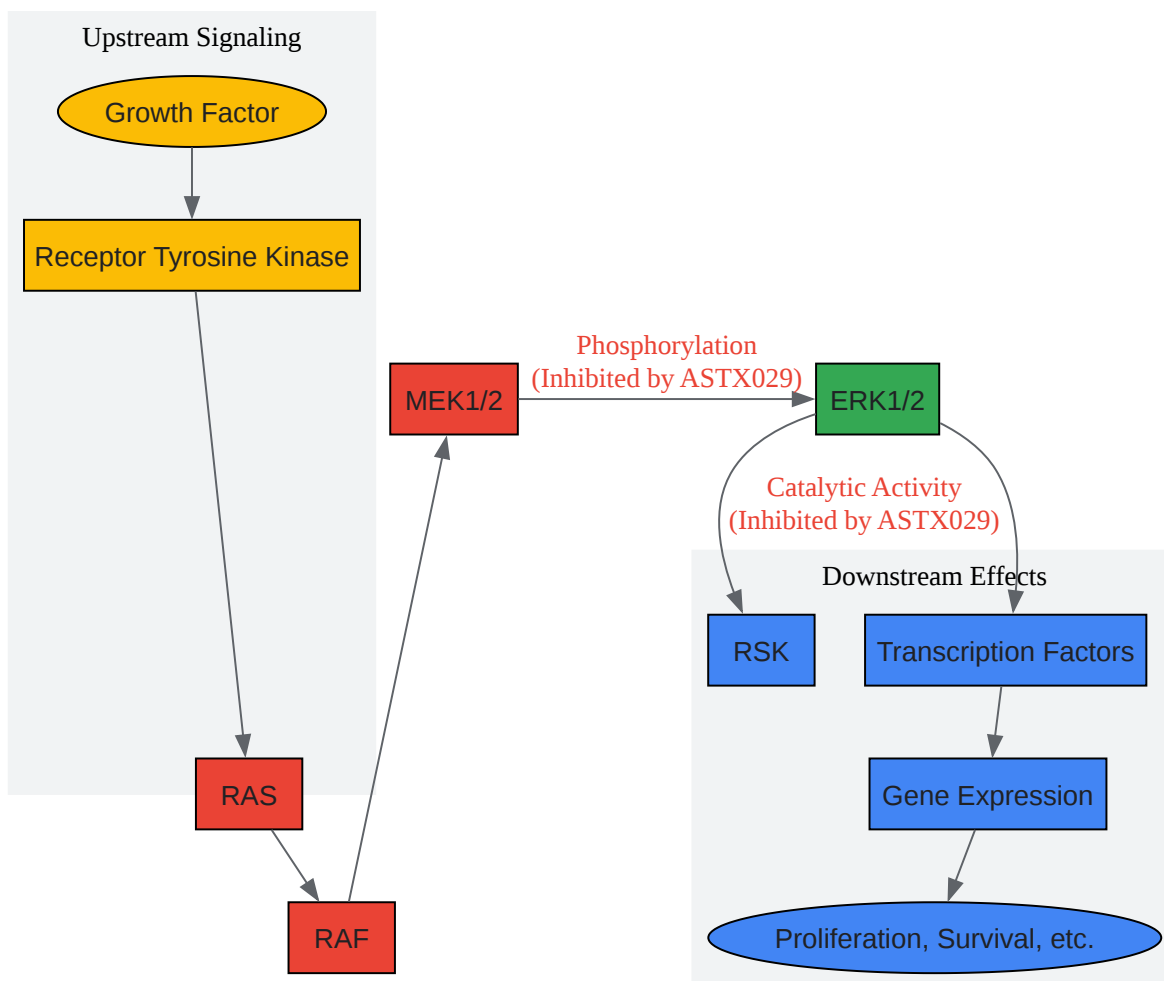 Upstream Signaling
Growth Factor
Receptor Tyrosine Kinase
Phosphorylation
(Inhibited by ASTX029)
MEK1/2
ERK1/2
Catalytic Activity
(Inhibited by ASTX029)
Downstream Effects
RSK
Transcription Factors
RAS
Gene Expression
RAF
Proliferation, Survival, etc.